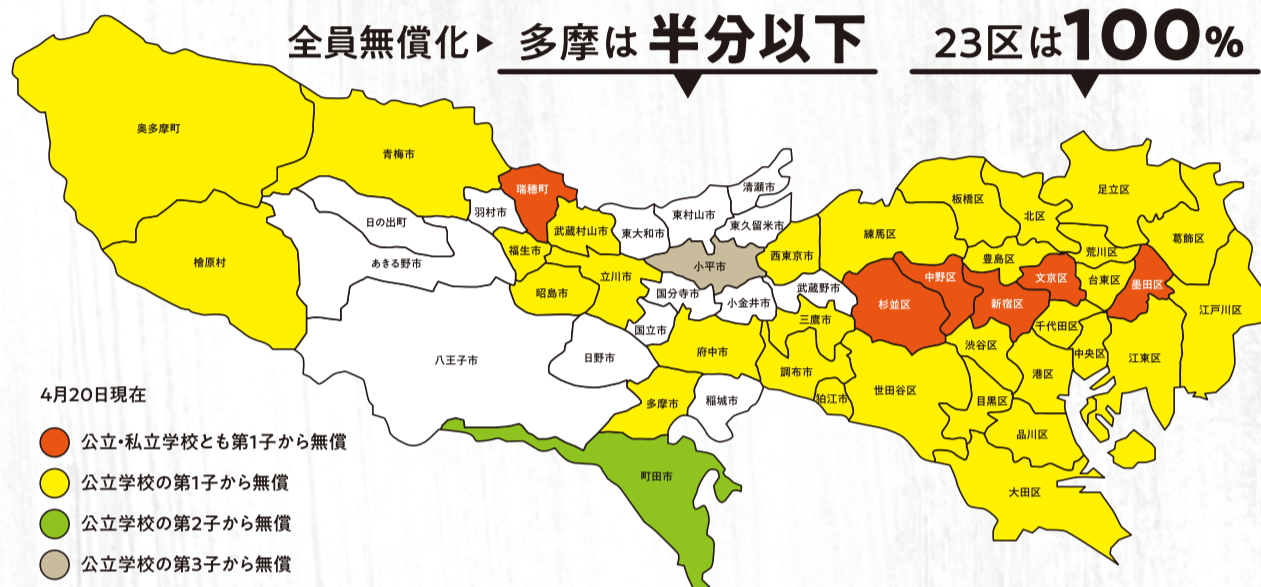 全員無償化▶ 多摩は半分以下 23区は100%
奥多摩町
青梅市
瑞穂町
日の出町
羽村市
武蔵村山市
東大和市
東村山市
清瀬市
東久留米市
檜原村
あきる野市
福生市
昭島市
立川市
小平市
西東京市
国分寺市
小金井市
武蔵野市
国立市
三鷹市
八王子市
日野市
府中市
調布市
多摩市
稲城市
狛江市
町田市
練馬区
板橋区
北区
足立区
葛飾区
豊島区
荒川区
中野区
文京区
台東区
墨田区
杉並区
新宿区
江戸川区
千代田区
渋谷区
中央区
江東区
港区
世田谷区
目黒区
品川区
大田区
4月20日現在
公立・私立学校とも第1子から無償
公立学校の第1子から無償
公立学校の第2子から無償
公立学校の第3子から無償